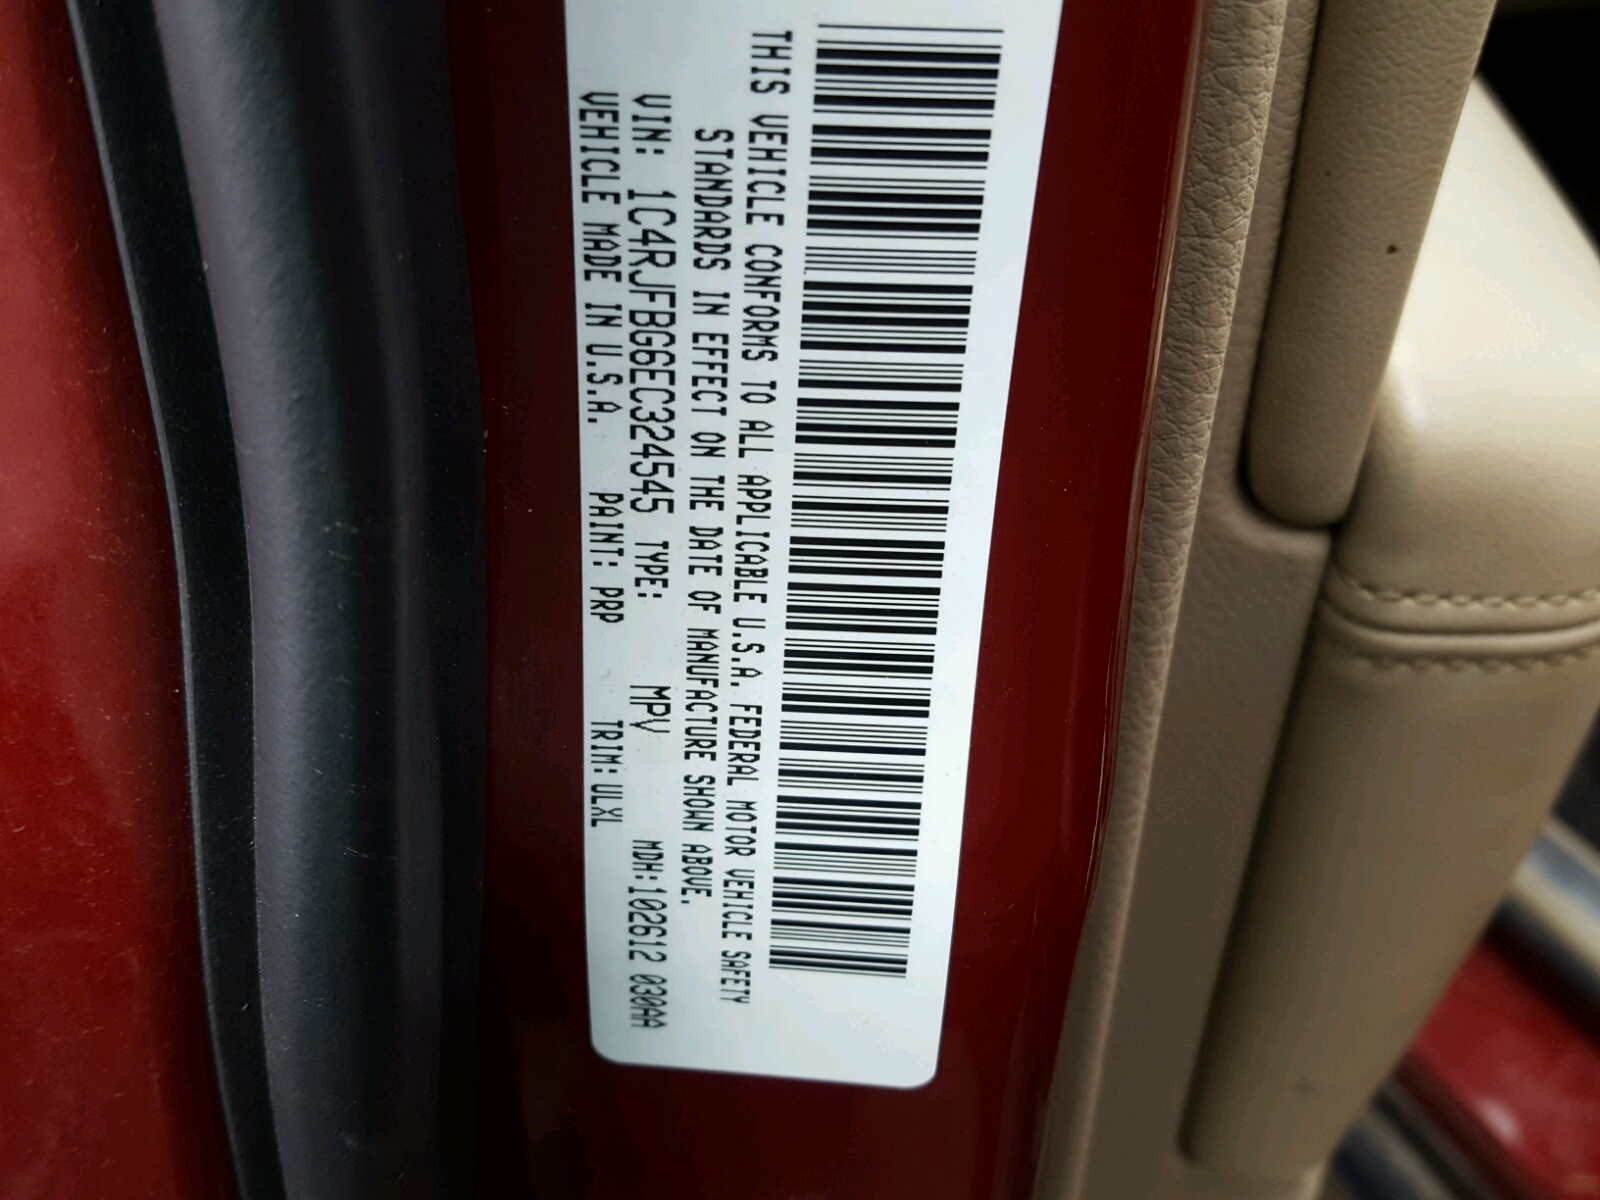 THIS VEHICLE CONFORMS TO ALL APPLICABLE U.S.A. FEDERAL MOTOR VEHICLE SAFETY
STANDARDS IN EFFECT ON THE DATE OF MANUFACTURE SHOWN ABOVE.
VIN: 1C4RJFBG6EC324545 TYPE: MPV MDH:102612 030AA
VEHICLE MADE IN U.S.A. PAINT: PRP TRIM: ULXL